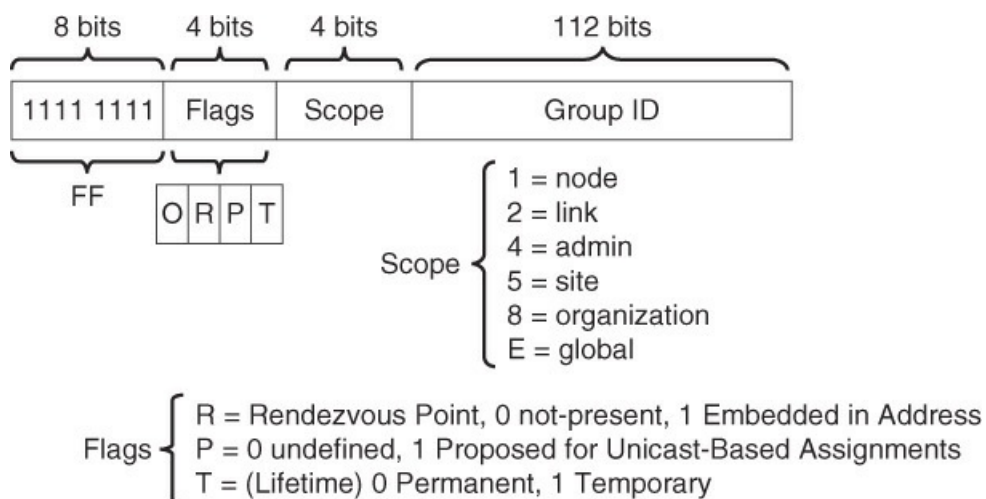 8 bits 4 bits 4 bits 112 bits
1111 1111 Flags Scope Group ID
FF
O R P T
Scope
1 = node
2 = link
4 = admin
5 = site
8 = organization
E = global
Flags
R = Rendezvous Point, 0 not-present, 1 Embedded in Address
P = 0 undefined, 1 Proposed for Unicast-Based Assignments
T = (Lifetime) 0 Permanent, 1 Temporary